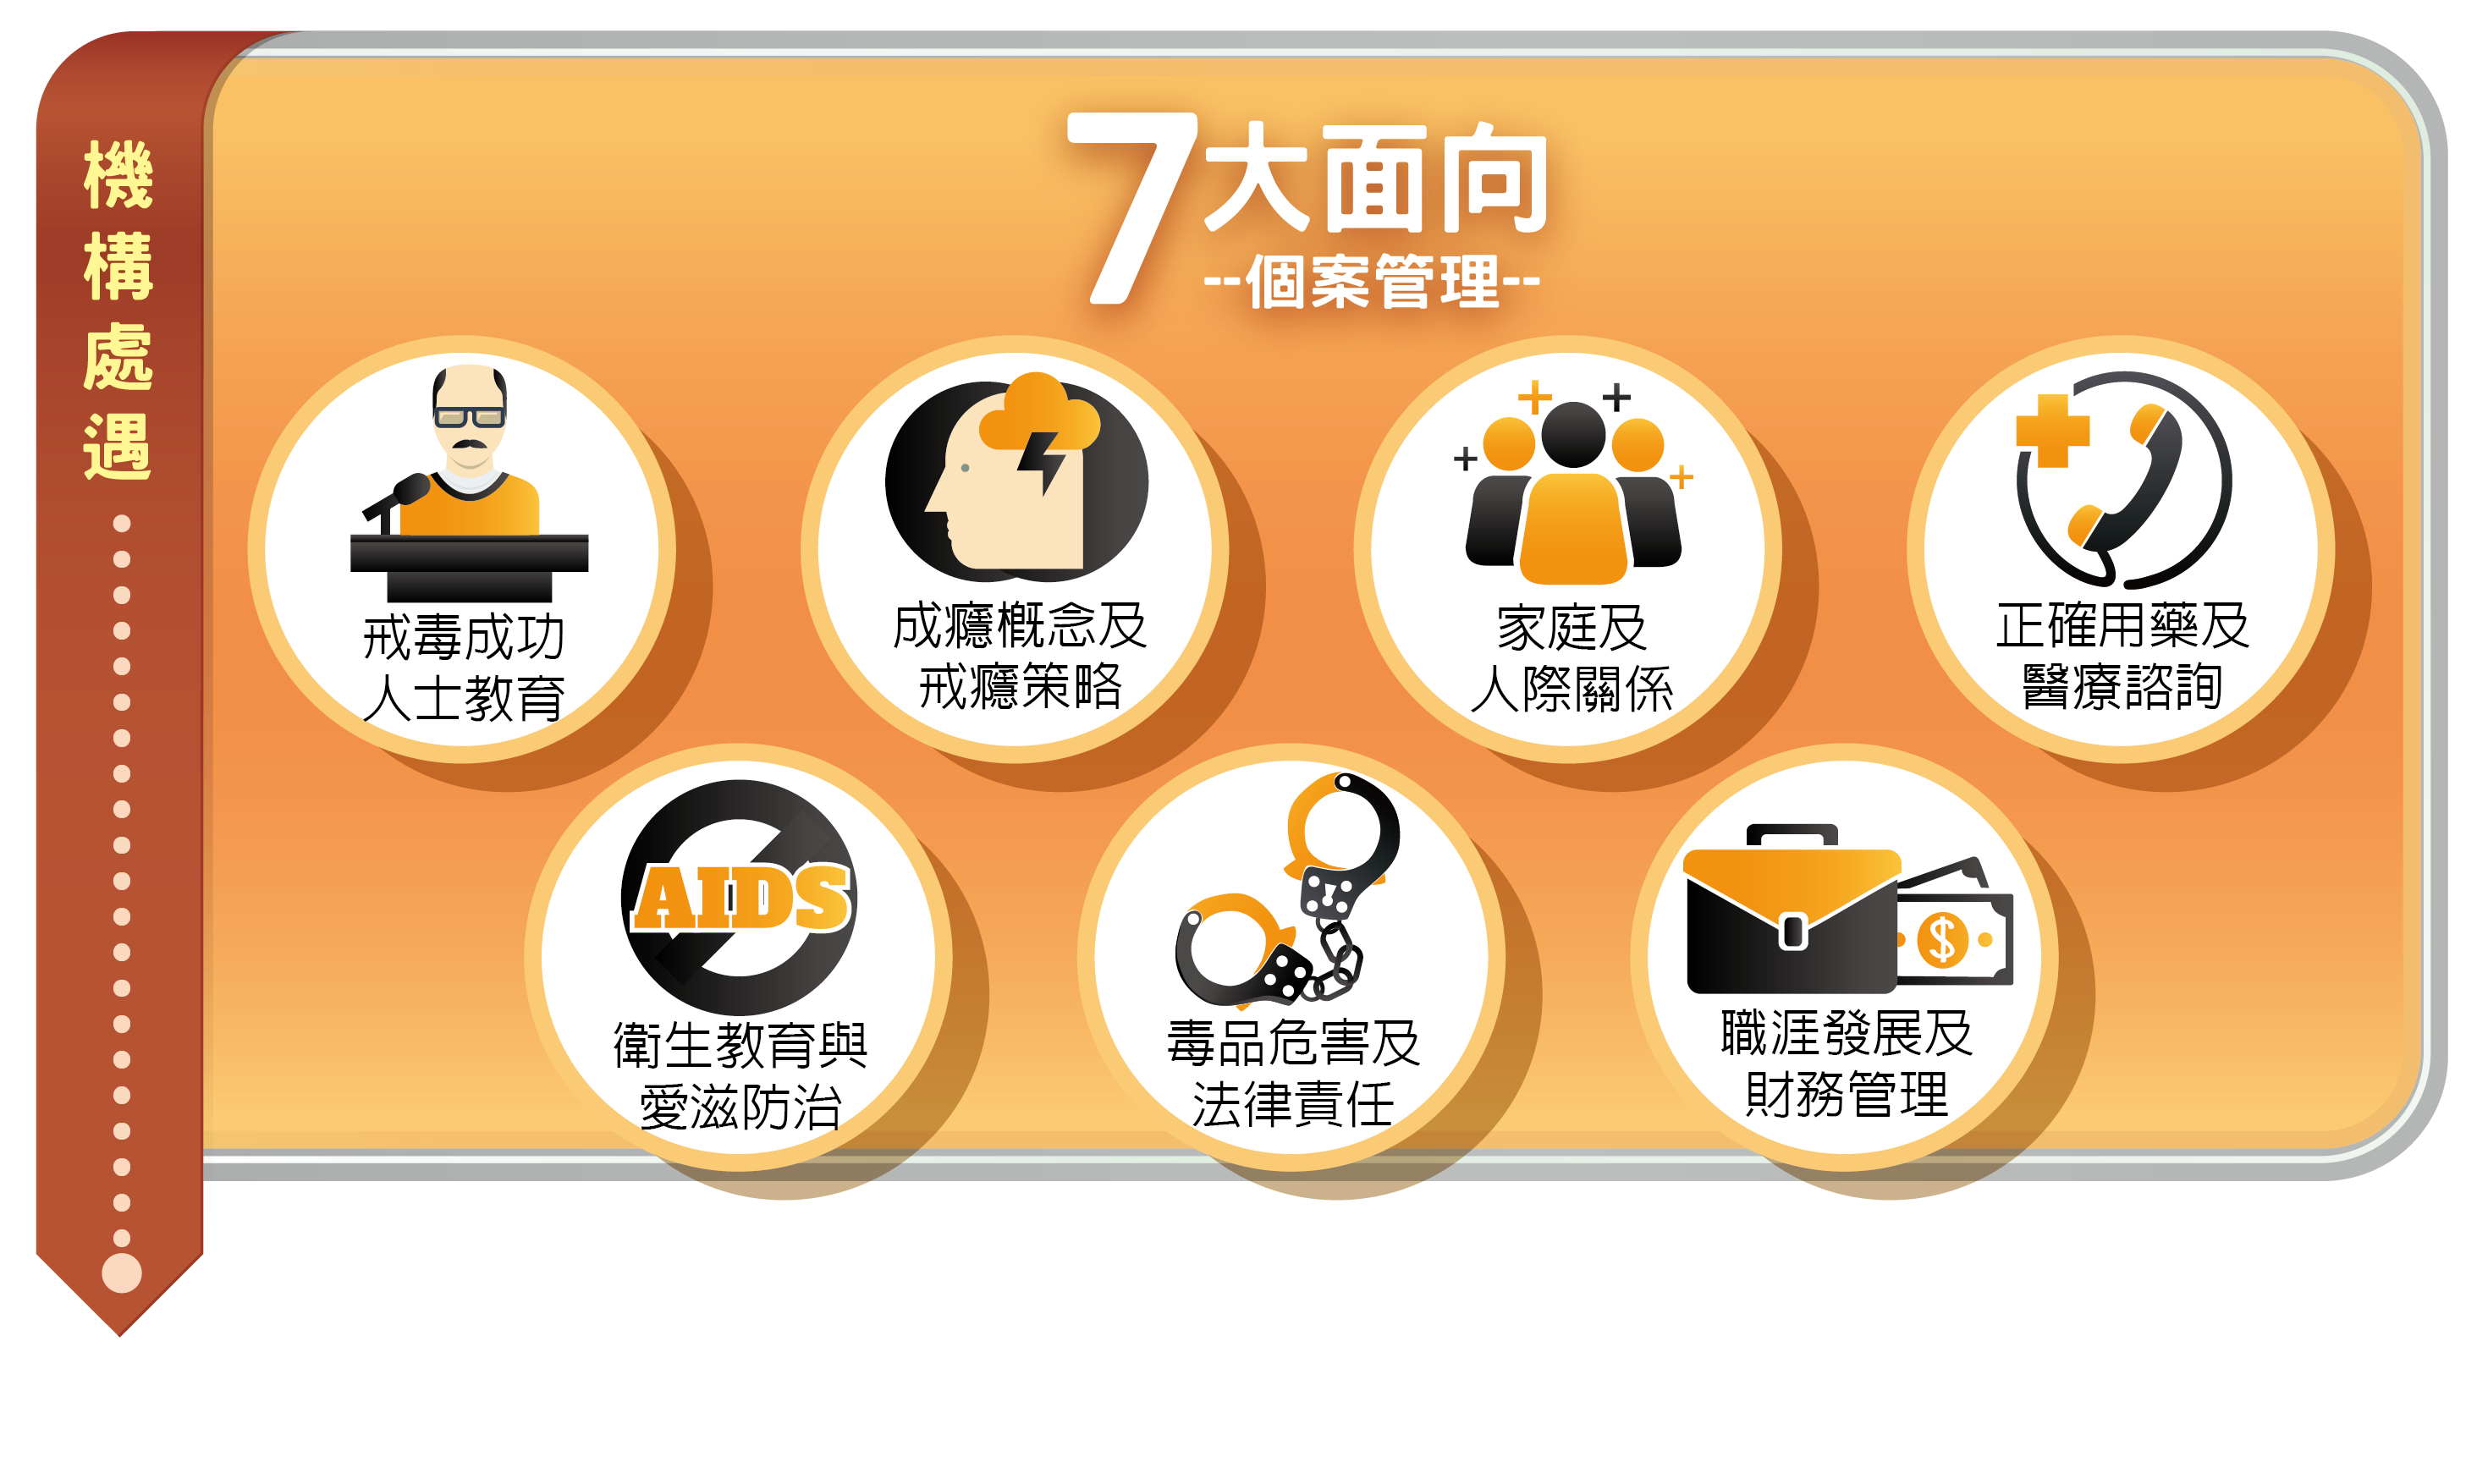 機構處遇
7大面向
--個案管理--
戒毒成功
人士教育
成癮概念及
戒癮策略
家庭及
人際關係
正確用藥及
醫療諮詢
AIDS
衛生教育與
愛滋防治
毒品危害及
法律責任
$
職涯發展及
財務管理